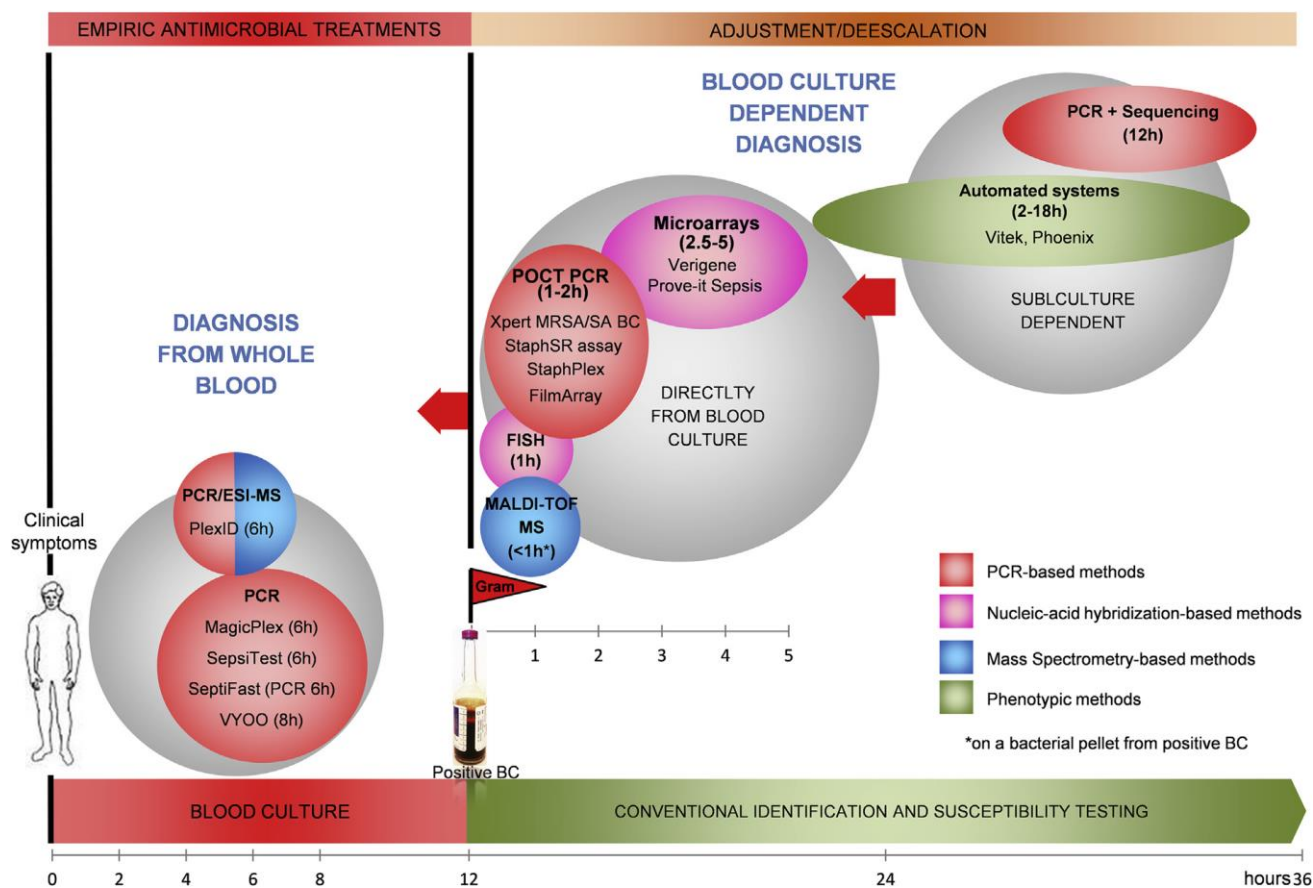 EMPIRIC ANTIMICROBIAL TREATMENTS
ADJUSTMENT/DEESCALATION
BLOOD CULTURE
DEPENDENT
DIAGNOSIS
PCR + Sequencing
(12h)
Automated systems
(2-18h)
Vitek, Phoenix
SUBLCULTURE
DEPENDENT
Microarrays
(2.5-5)
Verigene
Prove-it Sepsis
POCT PCR
(1-2h)
Xpert MRSA/SA BC
StaphSR assay
StaphPlex
FilmArray
DIRECTLTY
FROM BLOOD
CULTURE
FISH
(1h)
MALDI-TOF
MS
(<1h*)
Gram
1 2 3 4 5
Positive BC
DIAGNOSIS
FROM WHOLE
BLOOD
Clinical
symptoms
PCR/ESI-MS
PlexID (6h)
PCR
MagicPlex (6h)
SepsiTest (6h)
SeptiFast (PCR 6h)
VYOO (8h)
PCR-based methods
Nucleic-acid hybridization-based methods
Mass Spectrometry-based methods
Phenotypic methods
*on a bacterial pellet from positive BC
BLOOD CULTURE
CONVENTIONAL IDENTIFICATION AND SUSCEPTIBILITY TESTING
0 2 4 6 8 12 24 hours 36